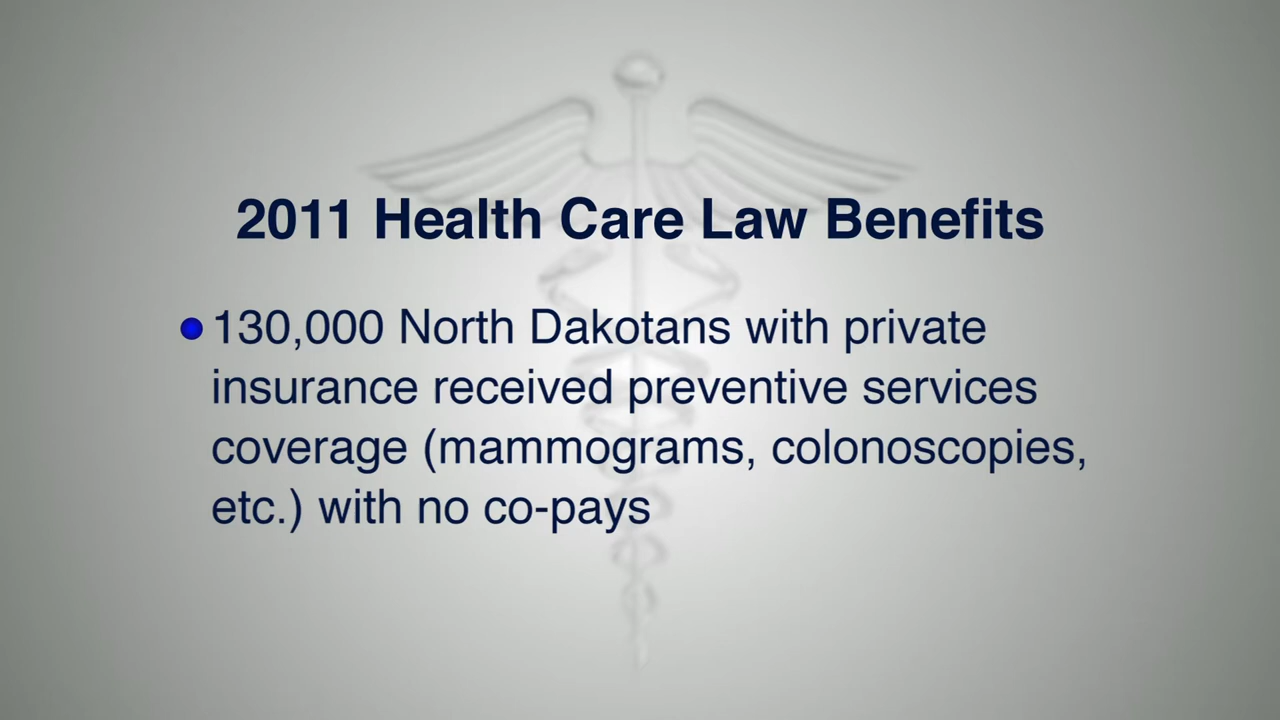 2011 Health Care Law Benefits
130,000 North Dakotans with private
insurance received preventive services
coverage (mammograms, colonoscopies,
etc.) with no co-pays